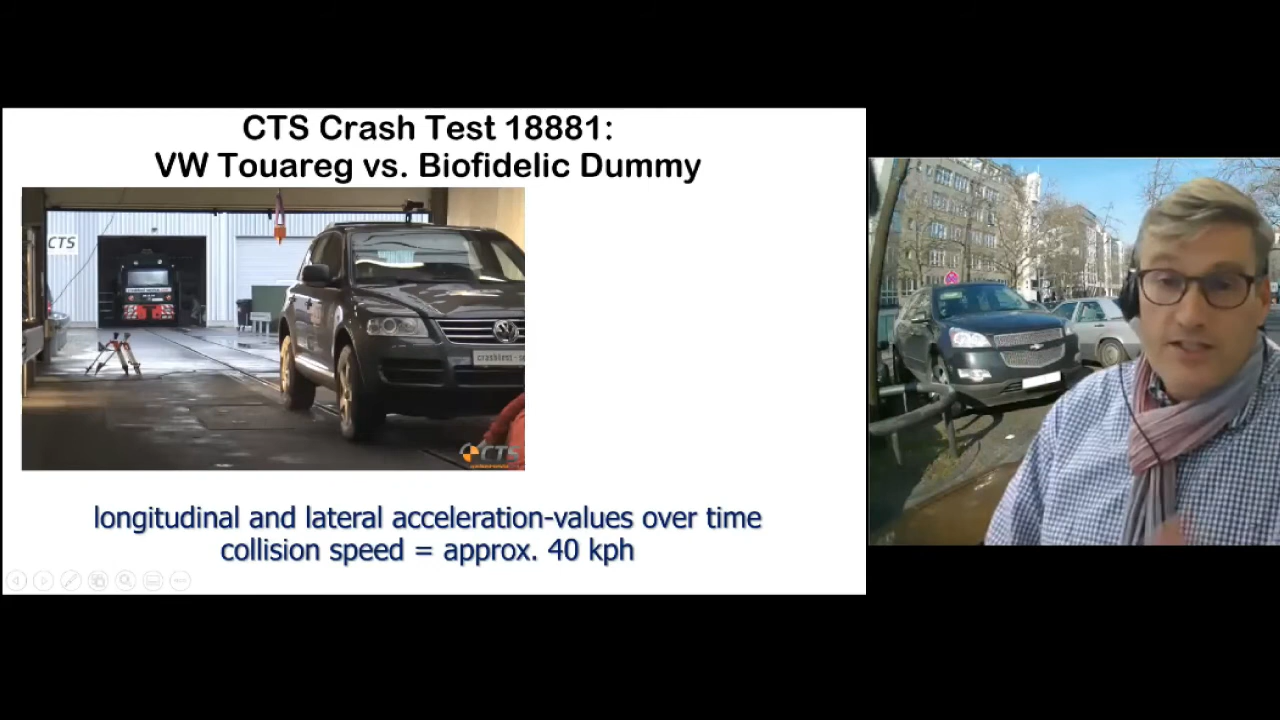 CTS Crash Test 18881:
VW Touareg vs. Biofidelic Dummy
CTS
CTS
longitudinal and lateral acceleration-values over time
collision speed = approx. 40 kph